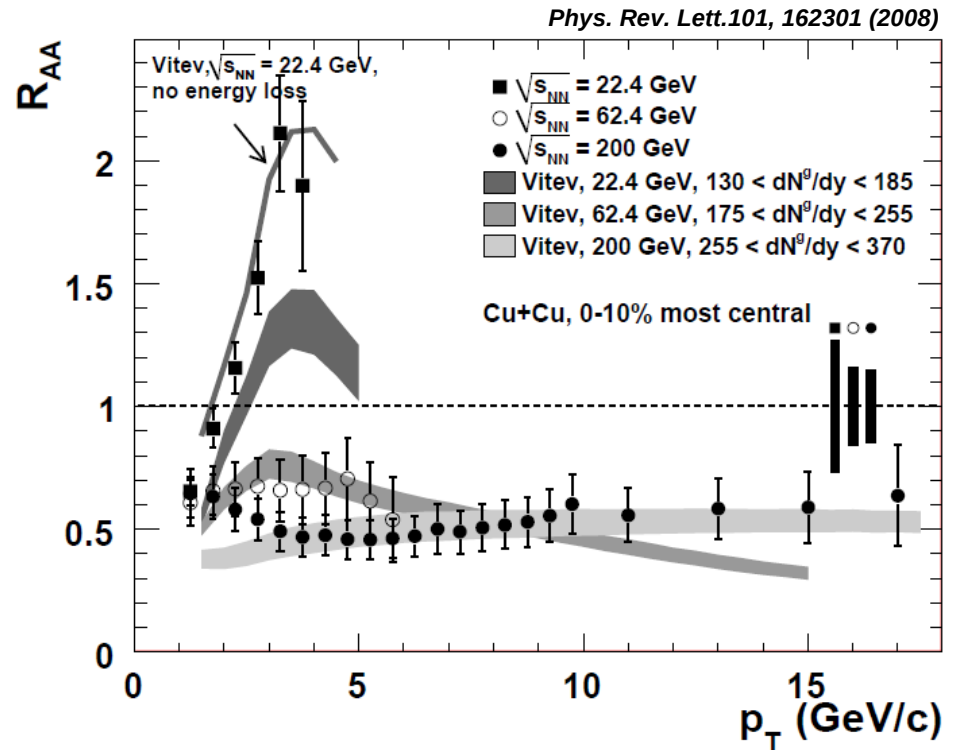 Phys. Rev. Lett.101, 162301 (2008)
R_AA
Vitev, √s_NN = 22.4 GeV,
no energy loss
√s_NN = 22.4 GeV
√s_NN = 62.4 GeV
√s_NN = 200 GeV
Vitev, 22.4 GeV, 130 < dN^g/dy < 185
Vitev, 62.4 GeV, 175 < dN^g/dy < 255
Vitev, 200 GeV, 255 < dN^g/dy < 370
Cu+Cu, 0-10% most central
2
1.5
1
0.5
0
0 5 10 15
p_T (GeV/c)